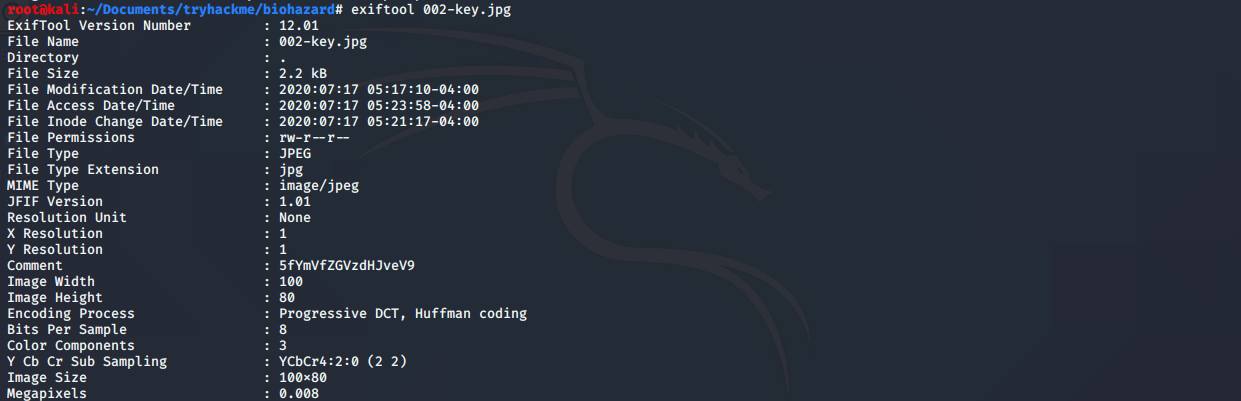 root@kali:~/Documents/tryhackme/biohazard# exiftool 002-key.jpg
ExifTool Version Number : 12.01
File Name : 002-key.jpg
Directory : .
File Size : 2.2 kB
File Modification Date/Time : 2020:07:17 05:17:10-04:00
File Access Date/Time : 2020:07:17 05:23:58-04:00
File Inode Change Date/Time : 2020:07:17 05:21:17-04:00
File Permissions : rw-r--r--
File Type : JPEG
File Type Extension : jpg
MIME Type : image/jpeg
JFIF Version : 1.01
Resolution Unit : None
X Resolution : 1
Y Resolution : 1
Comment : 5fYmVfZGVzdHJveV9
Image Width : 100
Image Height : 80
Encoding Process : Progressive DCT, Huffman coding
Bits Per Sample : 8
Color Components : 3
Y Cb Cr Sub Sampling : YCbCr4:2:0 (2 2)
Image Size : 100×80
Megapixels : 0.008